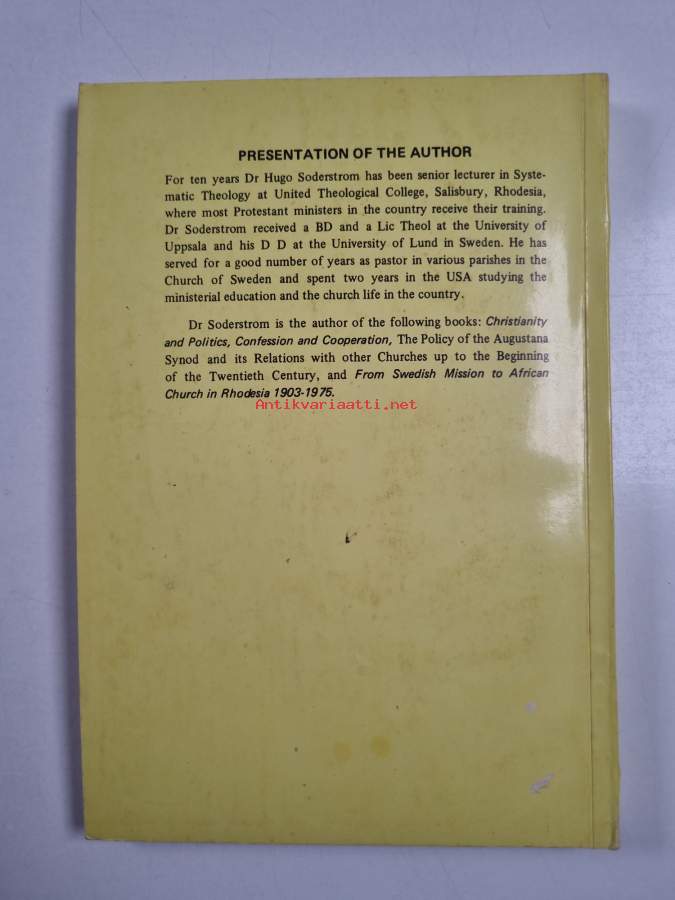 PRESENTATION OF THE AUTHOR
For ten years Dr Hugo Soderstrom has been senior lecturer in Syste-
matic Theology at United Theological College, Salisbury, Rhodesia,
where most Protestant ministers in the country receive their training.
Dr Soderstrom received a BD and a Lic Theol at the University of
Uppsala and his D D at the University of Lund in Sweden. He has
served for a good number of years as pastor in various parishes in the
Church of Sweden and spent two years in the USA studying the
ministerial education and the church life in the country.
Dr Soderstrom is the author of the following books: Christianity
and Politics, Confession and Cooperation, The Policy of the Augustana
Synod and its Relations with other Churches up to the Beginning
of the Twentieth Century, and From Swedish Mission to African
Church in Rhodesia 1903-1975.
Antikvariaatti.net